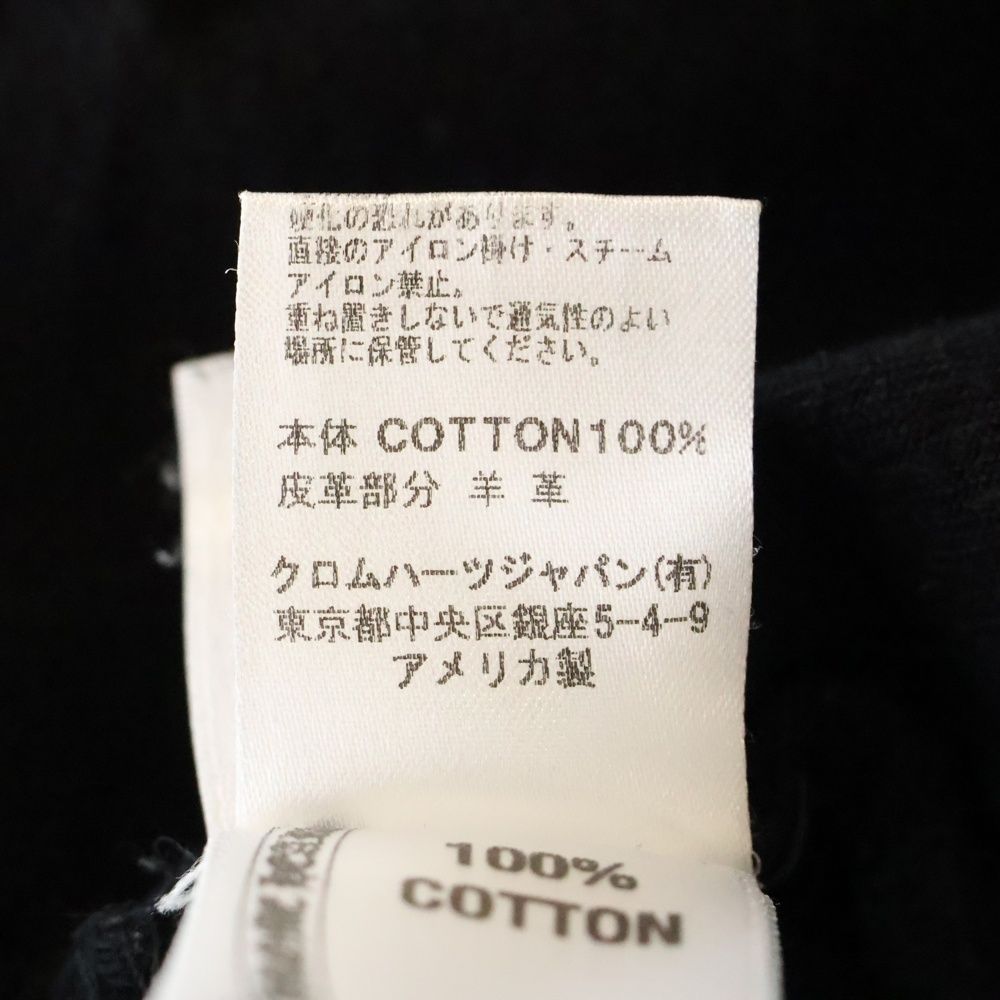 硬化の恐れがあります。
直接のアイロン掛け・スチーム
アイロン禁止。
重ね置きしないで通気性のよい
場所に保管してください。
本体 COTTON100%
皮革部分 羊 革
クロムハーツジャパン(有)
東京都中央区銀座5-4-9
アメリカ製
100%
COTTON